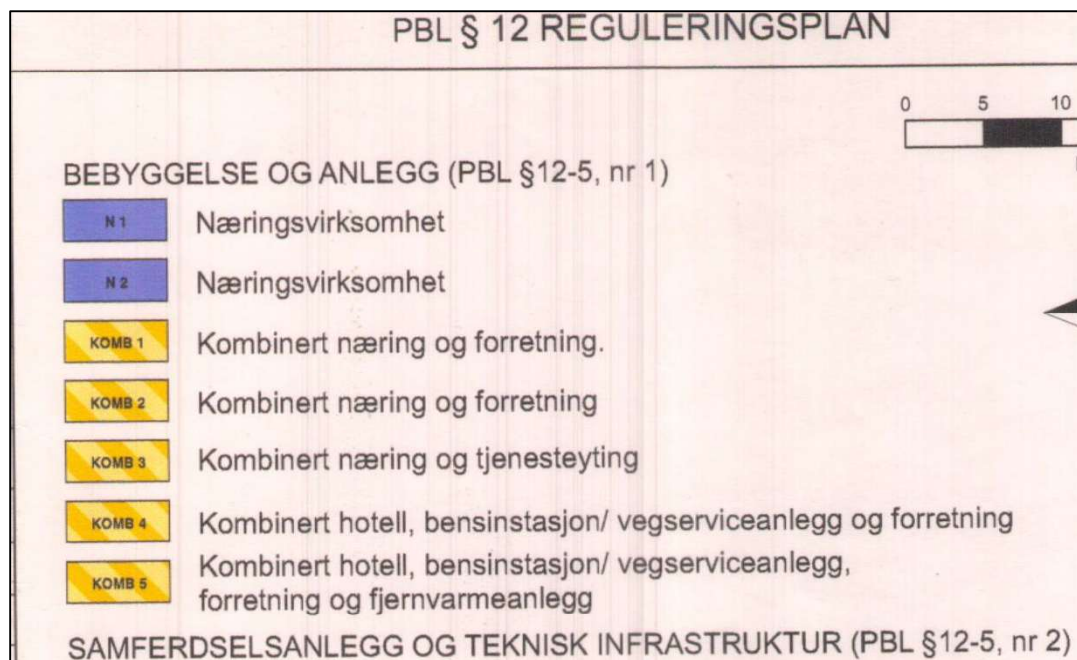 PBL § 12 REGULERINGSPLAN
0 5 10
BEBYGGELSE OG ANLEGG (PBL §12-5, nr 1)
N 1 Næringsvirksomhet
N 2 Næringsvirksomhet
KOMB 1 Kombinert næring og forretning.
KOMB 2 Kombinert næring og forretning
KOMB 3 Kombinert næring og tjenesteyting
KOMB 4 Kombinert hotell, bensinstasjon/ vegserviceanlegg og forretning
KOMB 5 Kombinert hotell, bensinstasjon/ vegserviceanlegg,
forretning og fjernvarmeanlegg
SAMFERDSELSANLEGG OG TEKNISK INFRASTRUKTUR (PBL §12-5, nr 2)